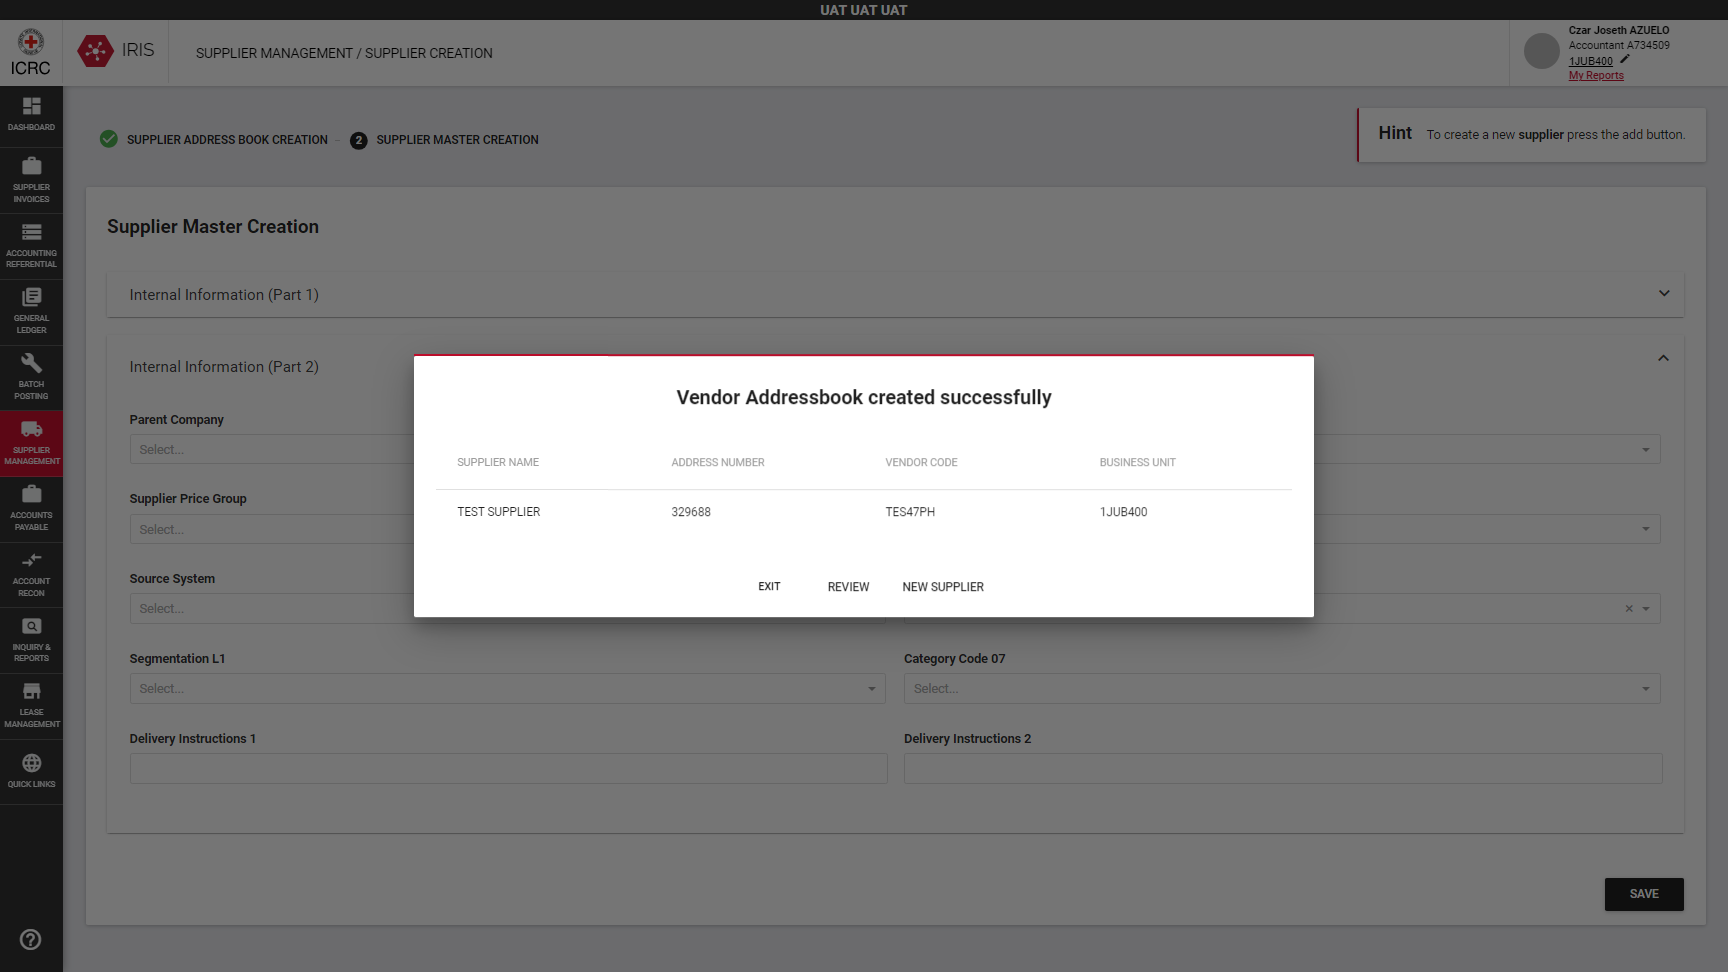 UAT UAT UAT
ICRC
IRIS
SUPPLIER MANAGEMENT / SUPPLIER CREATION
Czar Joseth AZUELO
Accountant A734509
1JUB400
My Reports
DASHBOARD
SUPPLIER
INVOICES
ACCOUNTING
REFERENTIAL
GENERAL
LEDGER
BATCH
POSTING
SUPPLIER
MANAGEMENT
ACCOUNTS
PAYABLE
ACCOUNT
RECON
INQUIRY &
REPORTS
LEASE
MANAGEMENT
QUICK LINKS
SUPPLIER ADDRESS BOOK CREATION - 2 SUPPLIER MASTER CREATION
Hint To create a new supplier press the add button.
Supplier Master Creation
Internal Information (Part 1)
Internal Information (Part 2)
Parent Company
Select...
Supplier Price Group
Select...
Source System
Select...
Segmentation L1
Select...
Category Code 07
Select...
Delivery Instructions 1
Delivery Instructions 2
SAVE
Vendor Addressbook created successfully
SUPPLIER NAME ADDRESS NUMBER VENDOR CODE BUSINESS UNIT
TEST SUPPLIER 329688 TES47PH 1JUB400
EXIT REVIEW NEW SUPPLIER